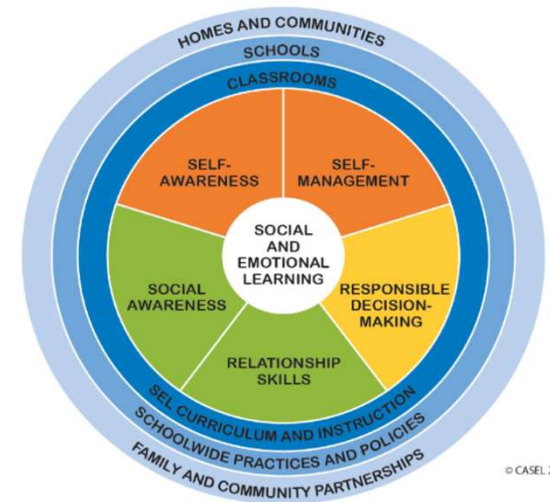 HOMES AND COMMUNITIES
SCHOOLS
CLASSROOMS
SELF-
AWARENESS
SELF-
MANAGEMENT
SOCIAL
AND
EMOTIONAL
LEARNING
SOCIAL
AWARENESS
RESPONSIBLE
DECISION-
MAKING
RELATIONSHIP
SKILLS
SEL CURRICULUM AND INSTRUCTION
SCHOOLWIDE PRACTICES AND POLICIES
FAMILY AND COMMUNITY PARTNERSHIPS
© CASEL 2